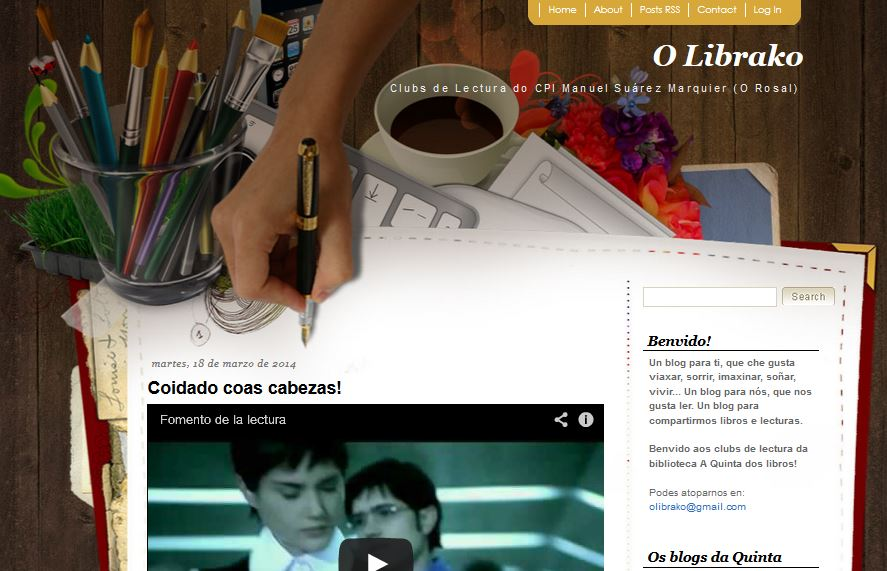 Home
About
Posts RSS
Contact
Log In
O Librako
Clubs de Lectura do CPI Manuel Suárez Marquier (O Rosal)
Search
martes, 18 de marzo de 2014
Coidado coas cabezas!
Fomento de la lectura
Benvido!
Un blog para ti, que che gusta
viaxar, sorrir, imaxinar, soñar,
vivir... Un blog para nós, que nos
gusta ler. Un blog para
compartirmos libros e lecturas.
Benvido aos clubs de lectura da
biblioteca A Quinta dos libros!
Podes atoparnos en:
olibrako@gmail.com
Os blogs da Quinta